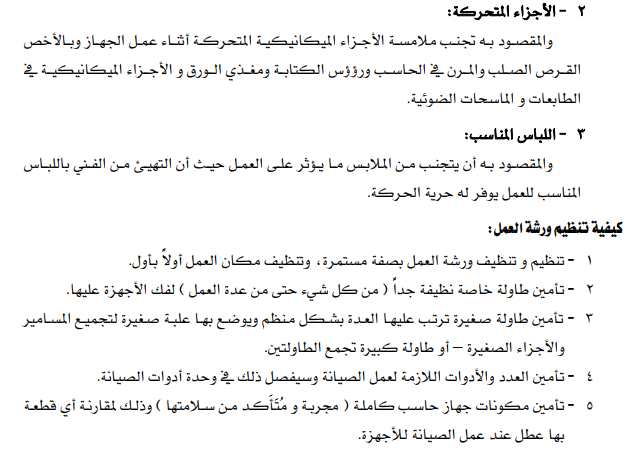 ٢ - الأجزاء المتحركة:
والمقصود به تجنب ملامسة الأجزاء الميكانيكية المتحركة أثناء عمل الجهاز وبالأخص
القرص الصلب والمرن في الحاسب ورؤؤس الكتابة ومغذي الورق و الأجزاء الميكانيكية في
الطابعات و الماسحات الضوئية.
٣ - اللباس المناسب:
والمقصود به أن يتجنب من الملابس ما يؤثر على العمل حيث أن التهيئ من الفني باللباس
المناسب للعمل يوفر له حرية الحركة.
كيفية تنظيم ورشة العمل:
١ - تنظيم و تنظيف ورشة العمل بصفة مستمرة، وتنظيف مكان العمل أولاً بأول.
٢ - تأمين طاولة خاصة نظيفة جداً ( من كل شيء حتى من عدة العمل ) لفك الأجهزة عليها.
٣ - تأمين طاولة صغيرة ترتب عليها العدة بشكل منظم ويوضع بها علبة صغيرة لتجميع المسامير
والأجزاء الصغيرة – أو طاولة كبيرة تجمع الطاولتين.
٤ - تأمين العدد والأدوات اللازمة لعمل الصيانة وسيفصل ذلك في وحدة أدوات الصيانة.
٥ - تأمين مكونات جهاز حاسب كاملة ( مجربة و مُتَأَكد من سلامتها ) وذلك لمقارنة أي قطعة
بها عطل عند عمل الصيانة للأجهزة.